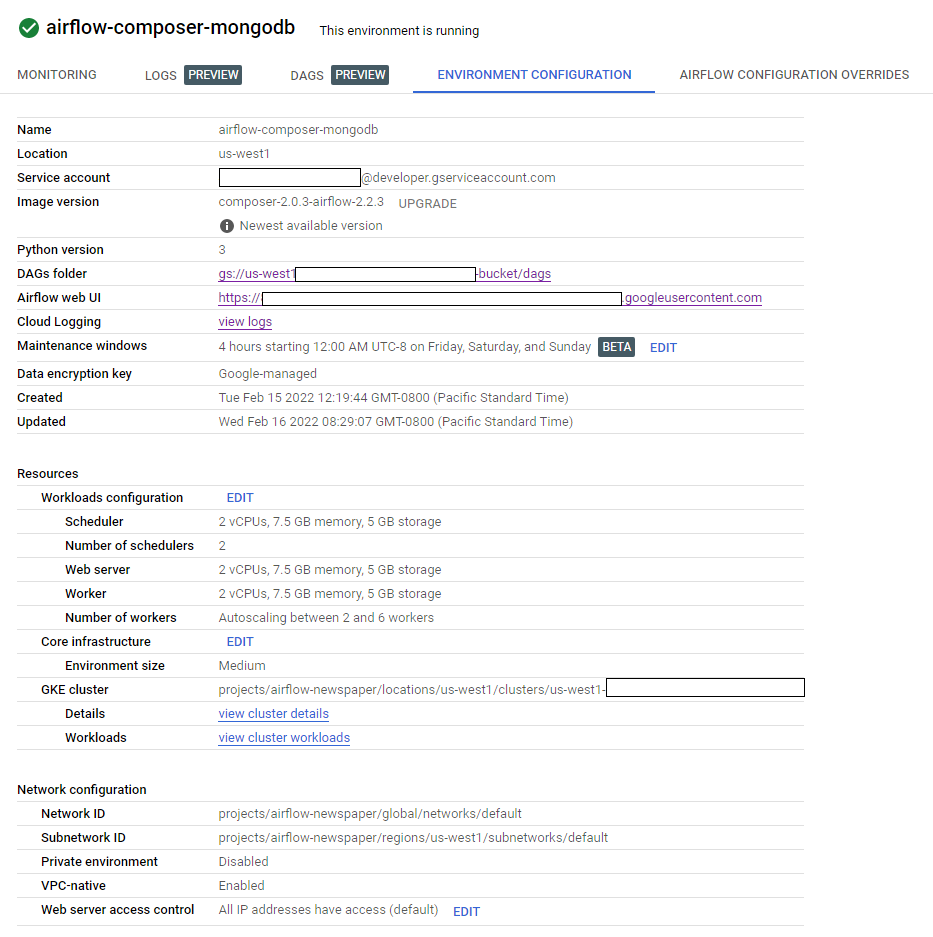 airflow-composer-mongodb This environment is running
MONITORING LOGS PREVIEW DAGS PREVIEW ENVIRONMENT CONFIGURATION AIRFLOW CONFIGURATION OVERRIDES
Name airflow-composer-mongodb
Location us-west1
Service account @developer.gserviceaccount.com
Image version composer-2.0.3-airflow-2.2.3 UPGRADE
Newest available version
Python version 3
DAGs folder gs://us-west1 -bucket/dags
Airflow web UI https:// .googleusercontent.com
Cloud Logging view logs
Maintenance windows 4 hours starting 12:00 AM UTC-8 on Friday, Saturday, and Sunday BETA EDIT
Data encryption key Google-managed
Created Tue Feb 15 2022 12:19:44 GMT-0800 (Pacific Standard Time)
Updated Wed Feb 16 2022 08:29:07 GMT-0800 (Pacific Standard Time)
Resources
Workloads configuration EDIT
Scheduler 2 vCPUs, 7.5 GB memory, 5 GB storage
Number of schedulers 2
Web server 2 vCPUs, 7.5 GB memory, 5 GB storage
Worker 2 vCPUs, 7.5 GB memory, 5 GB storage
Number of workers Autoscaling between 2 and 6 workers
Core infrastructure EDIT
Environment size Medium
GKE cluster projects/airflow-newspaper/locations/us-west1/clusters/us-west1-
Details view cluster details
Workloads view cluster workloads
Network configuration
Network ID projects/airflow-newspaper/global/networks/default
Subnetwork ID projects/airflow-newspaper/regions/us-west1/subnetworks/default
Private environment Disabled
VPC-native Enabled
Web server access control All IP addresses have access (default) EDIT